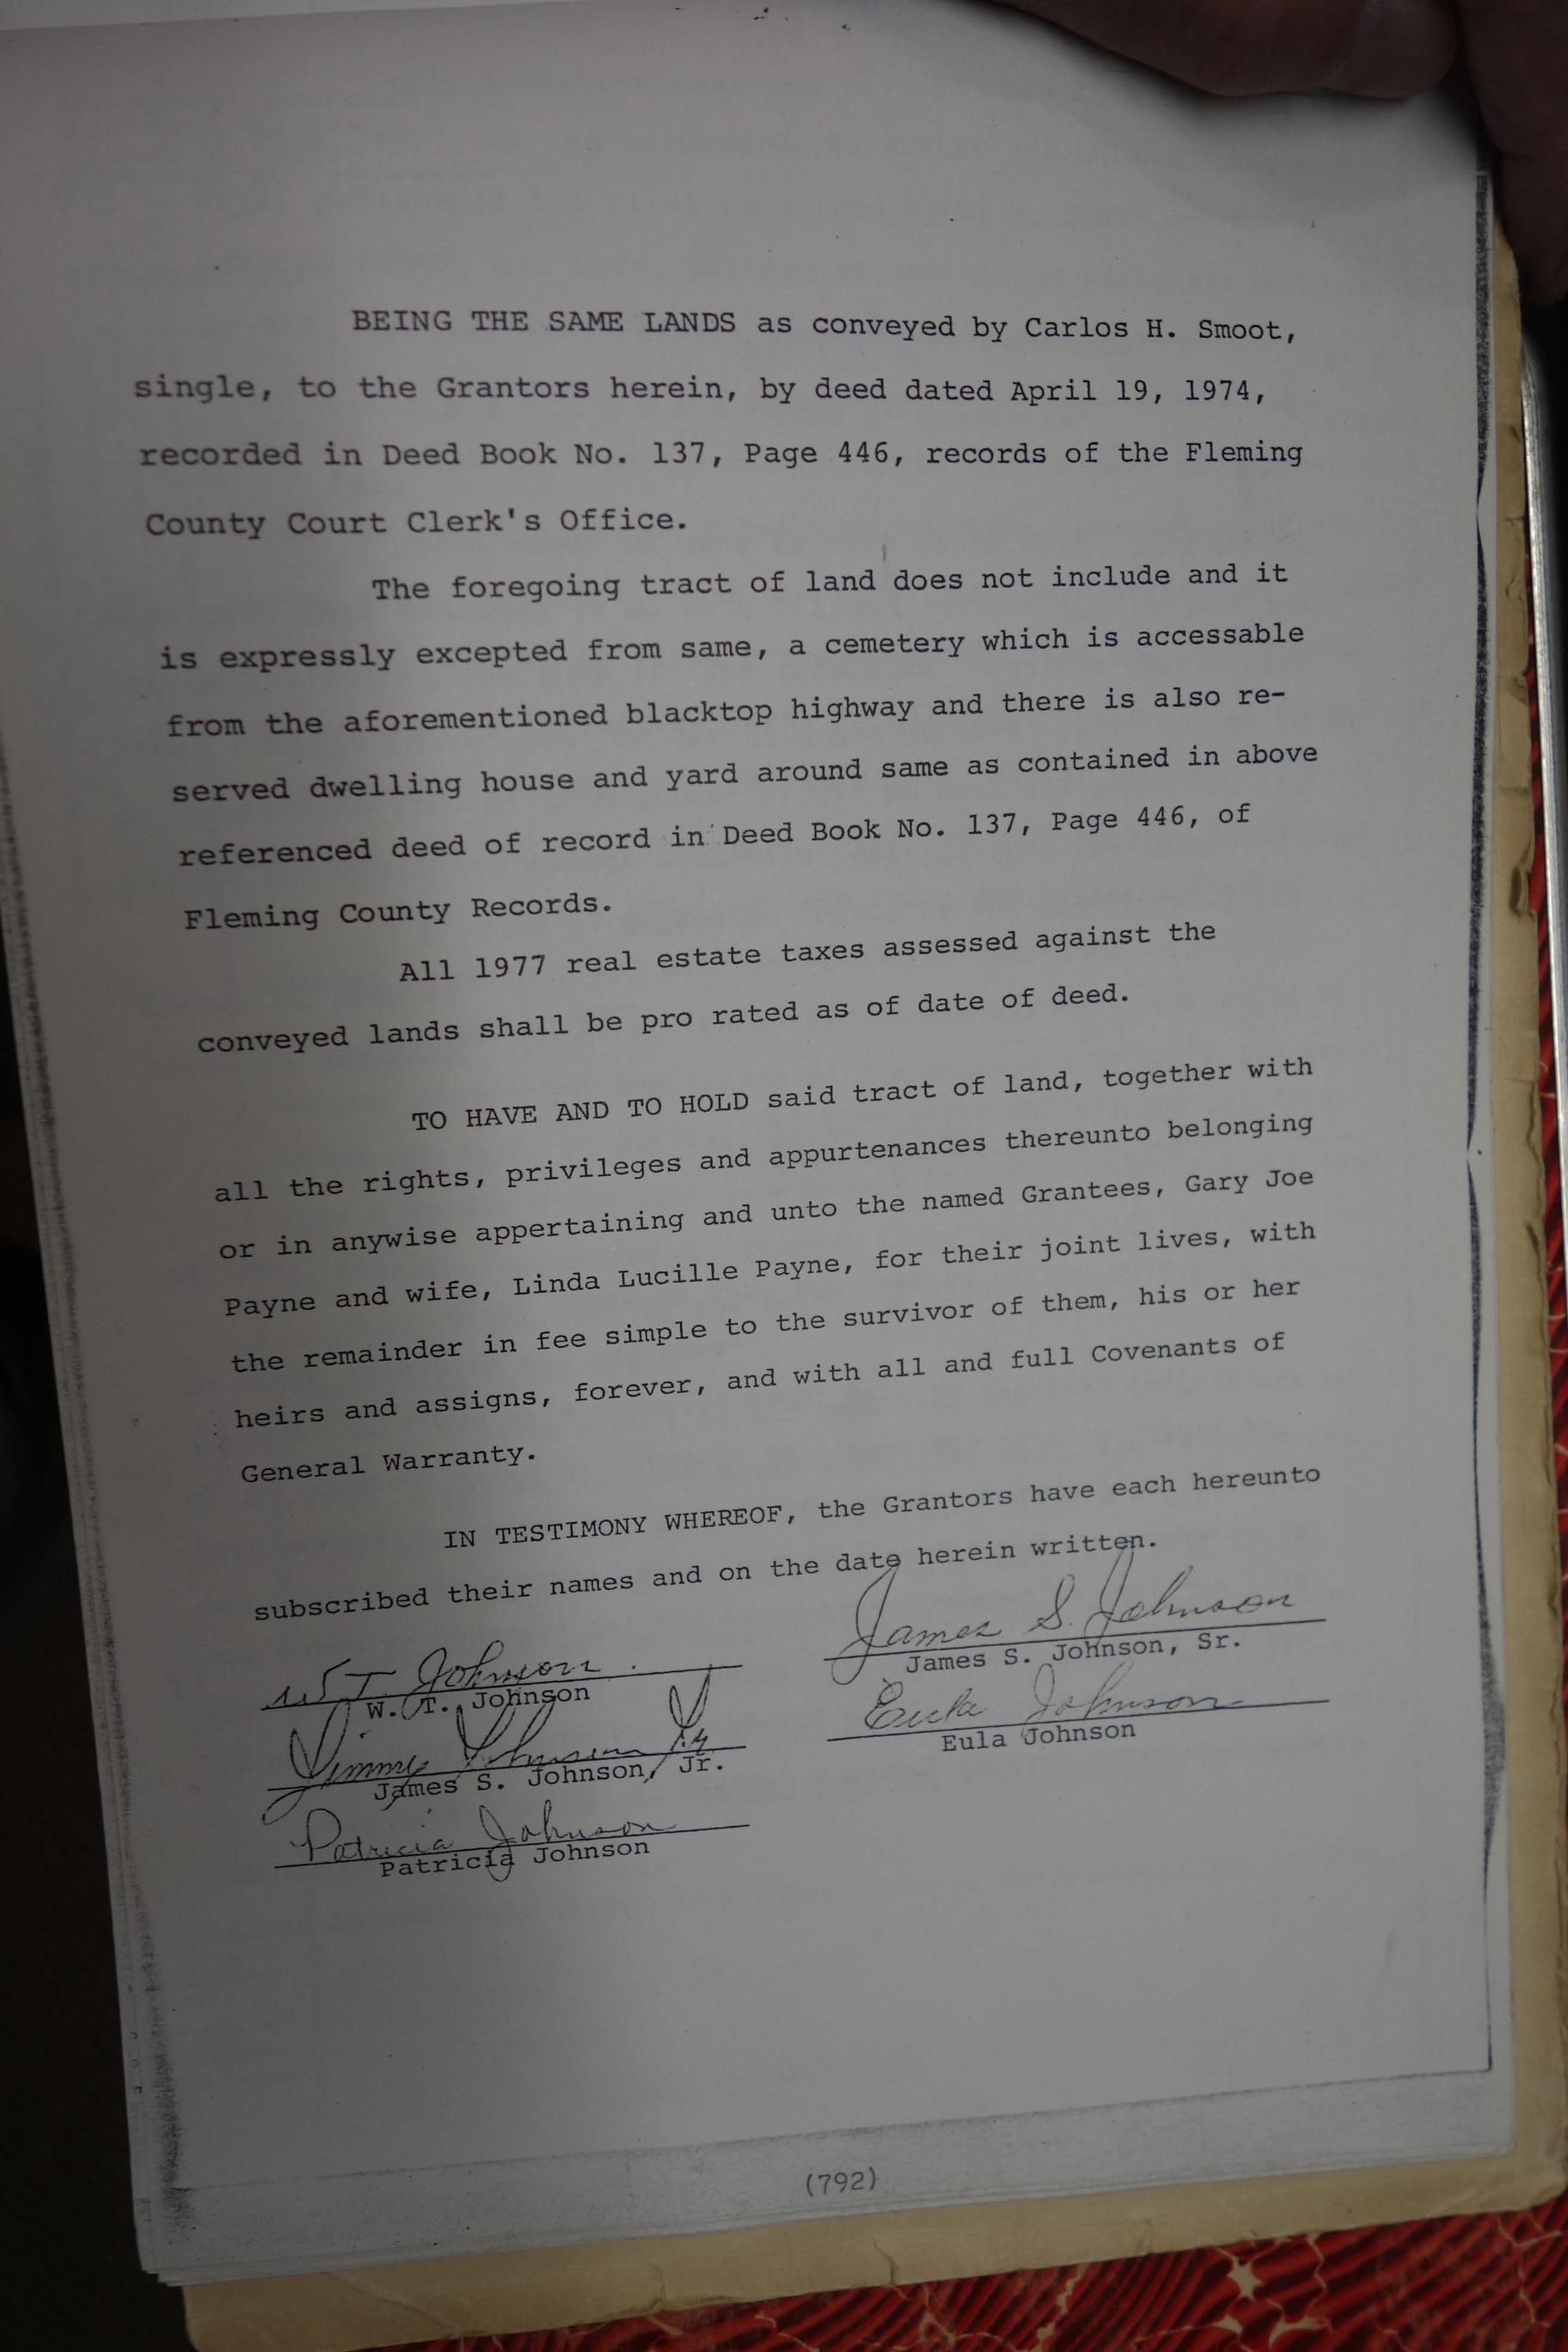 BEING THE SAME LANDS as conveyed by Carlos H. Smoot,
single, to the Grantors herein, by deed dated April 19, 1974,
recorded in Deed Book No. 137, Page 446, records of the Fleming
County Court Clerk's Office.
The foregoing tract of land does not include and it
is expressly excepted from same, a cemetery which is accessable
from the aforementioned blacktop highway and there is also re-
served dwelling house and yard around same as contained in above
referenced deed of record in Deed Book No. 137, Page 446, of
Fleming County Records.
All 1977 real estate taxes assessed against the
conveyed lands shall be pro rated as of date of deed.
TO HAVE AND TO HOLD said tract of land, together with
all the rights, privileges and appurtenances thereunto belonging
or in anywise appertaining and unto the named Grantees, Gary Joe
Payne and wife, Linda Lucille Payne, for their joint lives, with
the remainder in fee simple to the survivor of them, his or her
heirs and assigns, forever, and with all and full Covenants of
General Warranty.
IN TESTIMONY WHEREOF, the Grantors have each hereunto
subscribed their names and on the date herein written.
W T. Johnson
W. T. Johnson
Jimmy Johnson Jr
James S. Johnson, Jr.
Patricia Johnson
Patricia Johnson
James S. Johnson
James S. Johnson, Sr.
Eula Johnson
Eula Johnson
(792)